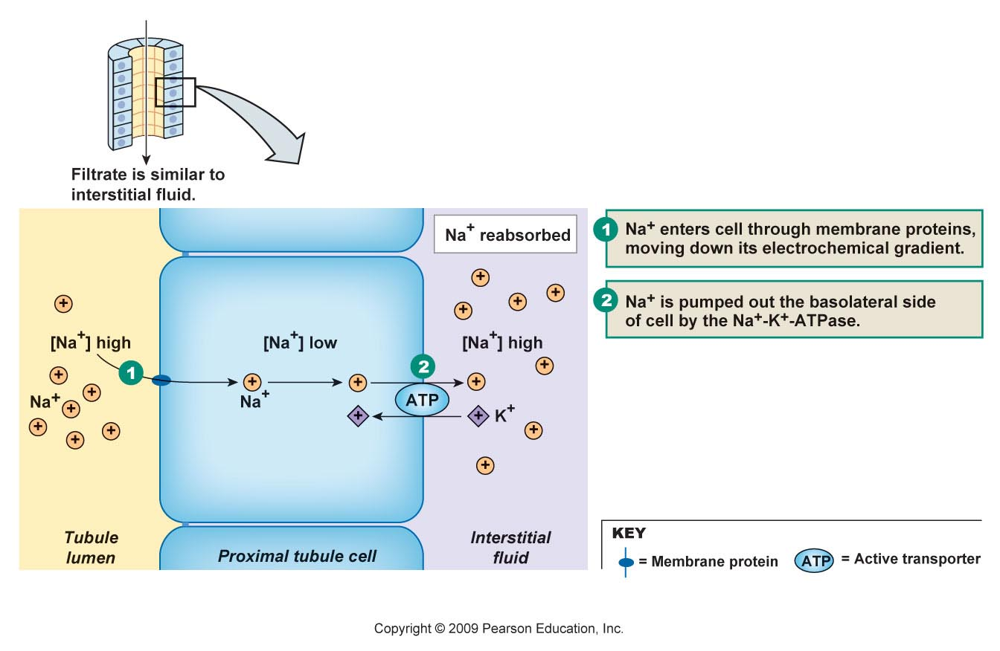 Filtrate is similar to
interstitial fluid.
Na⁺ reabsorbed
1 Na⁺ enters cell through membrane proteins,
moving down its electrochemical gradient.
2 Na⁺ is pumped out the basolateral side
of cell by the Na⁺-K⁺-ATPase.
+
+
+
+
+
[Na⁺] high
[Na⁺] low
[Na⁺] high
1
2
+
+
+
+
+
+
Na⁺
+
+
+
+
Na⁺
ATP
+
+
K⁺
+
+
+
Tubule
lumen
Proximal tubule cell
Interstitial
fluid
KEY
= Membrane protein
ATP = Active transporter
Copyright © 2009 Pearson Education, Inc.